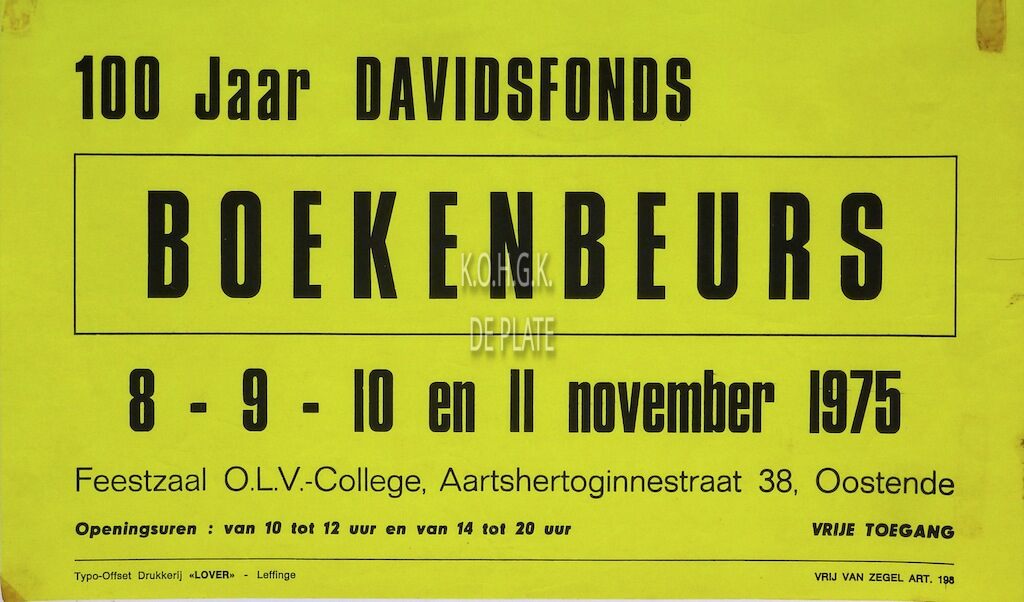 100 Jaar DAVIDSFONDS
BOEKENBEURS
K.O.H.G.K.
DE PLATE
8 - 9 - 10 en 11 november 1975
Feestzaal O.L.V.-College, Aartshertoginnestraat 38, Oostende
Openingsuren : van 10 tot 12 uur en van 14 tot 20 uur VRIJE TOEGANG
Typo-Offset Drukkerij «LOVER» - Leffinge VRIJ VAN ZEGEL ART. 198